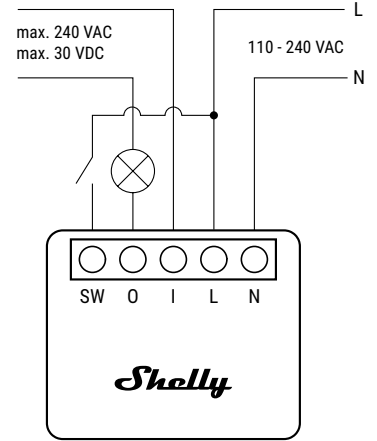 L
max. 240 VAC
max. 30 VDC
110 - 240 VAC
N
SW O I L N
Shelly